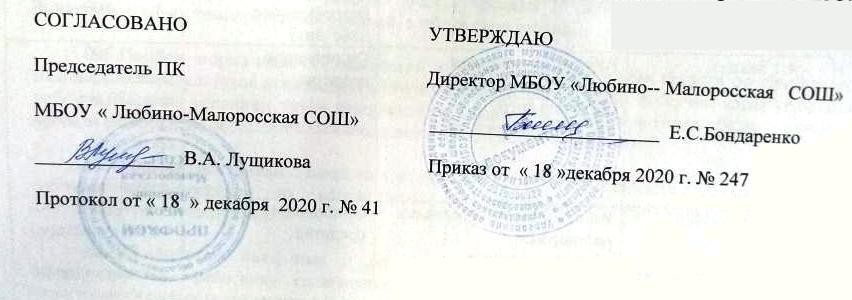 СОГЛАСОВАНО
Председатель ПК
МБОУ « Любино-Малоросская СОШ»
В.А. Лущикова
Протокол от « 18 » декабря 2020 г. № 41
УТВЕРЖДАЮ
Директор МБОУ «Любино-- Малоросская СОШ»
Е.С.Бондаренко
Приказ от « 18 »декабря 2020 г. № 247